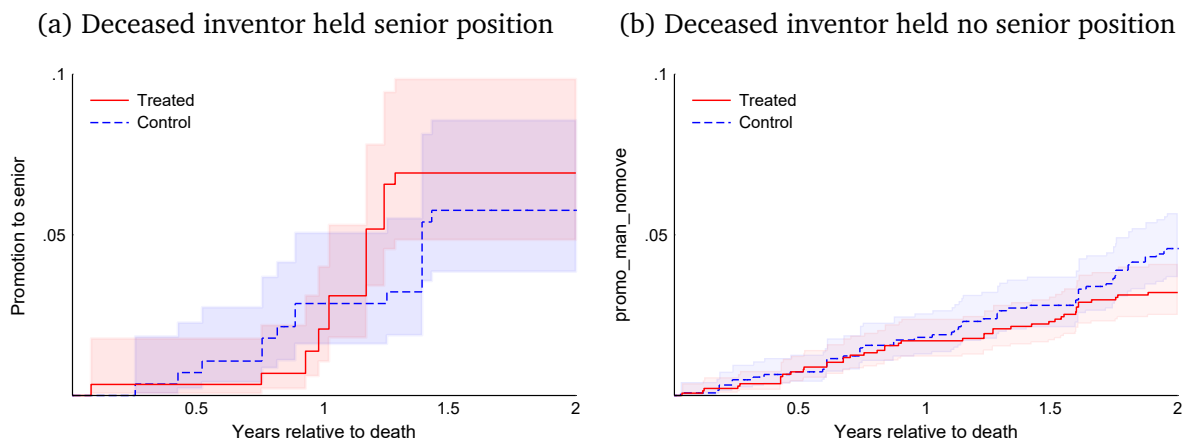 (a) Deceased inventor held senior position
.1
Treated
Control
Promotion to senior
.05
0.5
1
1.5
2
Years relative to death
(b) Deceased inventor held no senior position
.1
Treated
Control
promo_man_nomove
.05
0.5
1
1.5
2
Years relative to death